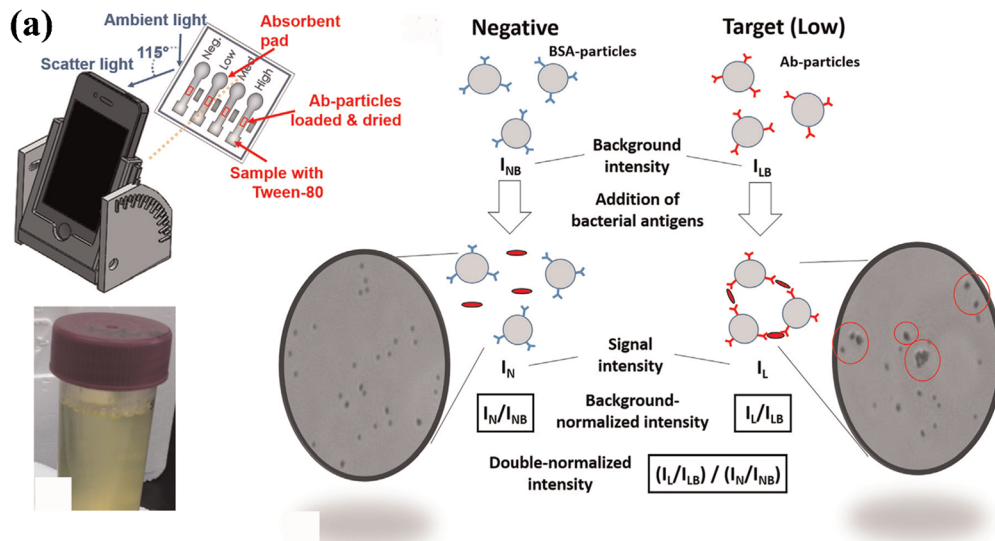 (a)
Ambient light
115°
Scatter light
Absorbent
pad
Neg.
Low
Med
High
Ab-particles
loaded & dried
Sample with
Tween-80
Negative
Target (Low)
BSA-particles
Ab-particles
I_NB
Background
intensity
I_LB
Addition of
bacterial antigens
I_N
Signal
intensity
I_L
I_N/I_NB
Background-
normalized intensity
I_L/I_LB
Double-normalized
intensity
(I_L/I_LB) / (I_N/I_NB)